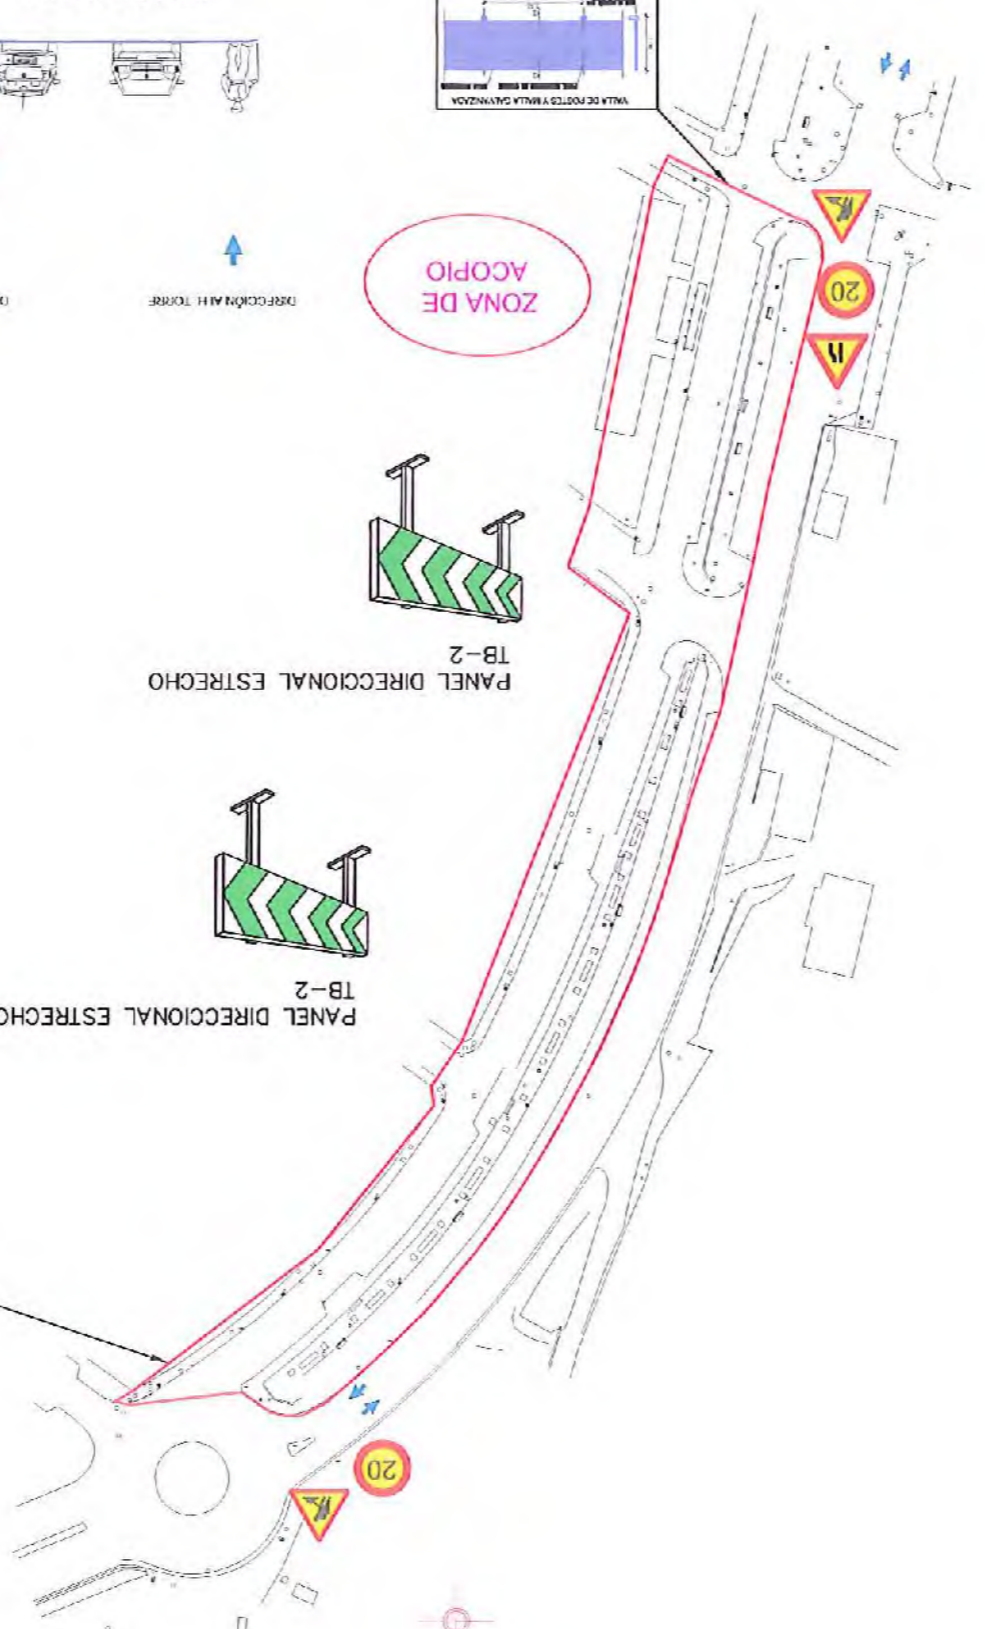 PANEL DIRECCIONAL ESTRECHO
TB-2
PANEL DIRECCIONAL ESTRECHO
TB-2
ZONA DE
ACOPIO
DIRECCIÓN
TORRE
VALLA DE POSTES Y MALLA GALVANIZADA
20
20